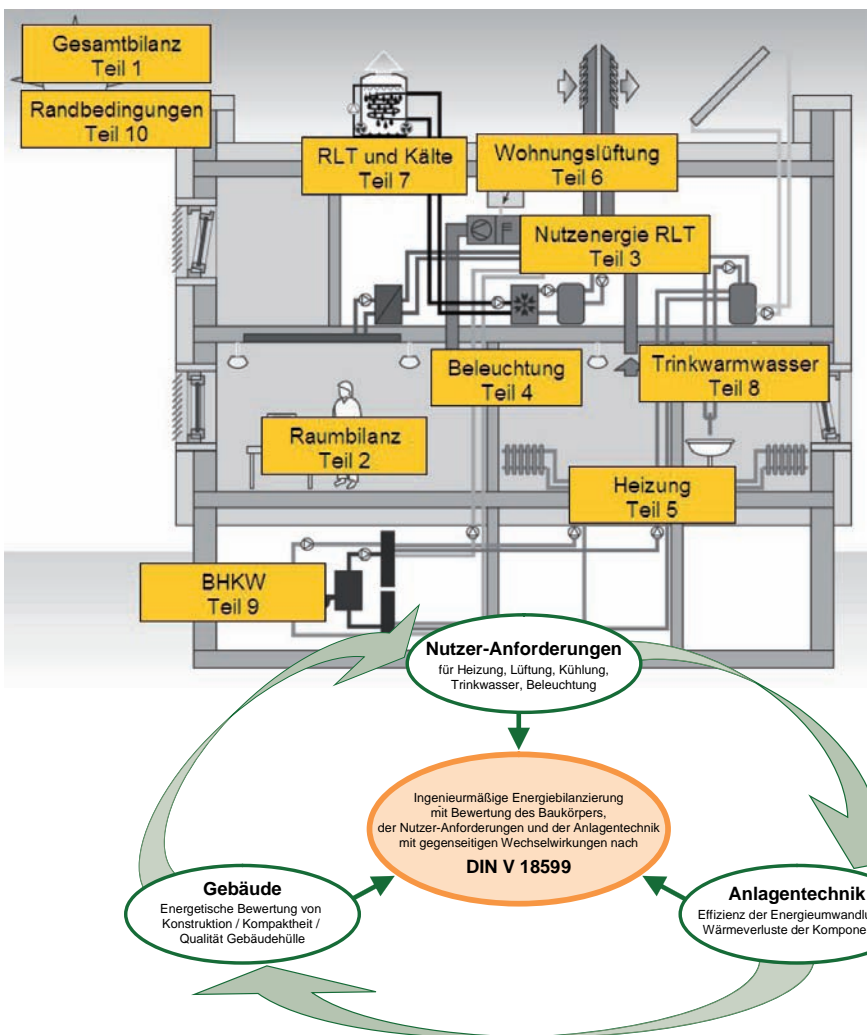 Gesamtbilanz
Teil 1
Randbedingungen
Teil 10
RLT und Kälte
Teil 7
Wohnungslüftung
Teil 6
Nutzenergie RLT
Teil 3
Beleuchtung
Teil 4
Trinkwarmwasser
Teil 8
Raumbilanz
Teil 2
Heizung
Teil 5
BHKW
Teil 9
Nutzer-Anforderungen
für Heizung, Lüftung, Kühlung,
Trinkwasser, Beleuchtung
Ingenieurmäßige Energiebilanzierung
mit Bewertung des Baukörpers,
der Nutzer-Anforderungen und der Anlagentechnik
mit gegenseitigen Wechselwirkungen nach
DIN V 18599
Gebäude
Energetische Bewertung von
Konstruktion / Kompaktheit /
Qualität Gebäudehülle
Anlagentechnik
Effizienz der
Wärmeverluste der